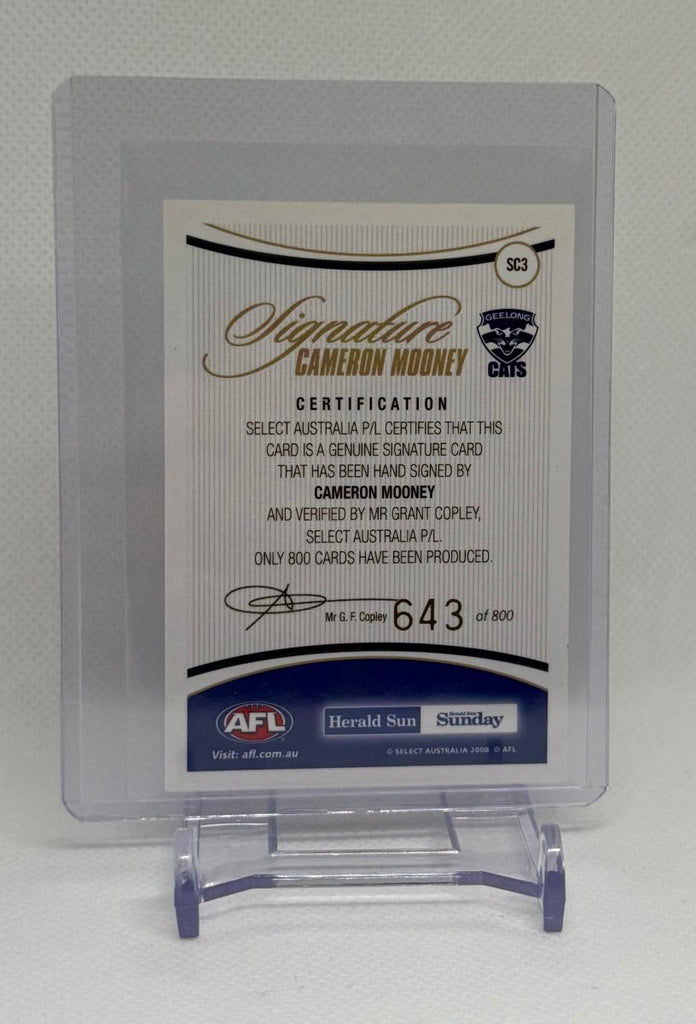 SC3
Signature
CAMERON MOONEY
GEELONG
CATS
CERTIFICATION
SELECT AUSTRALIA P/L CERTIFIES THAT THIS
CARD IS A GENUINE SIGNATURE CARD
THAT HAS BEEN HAND SIGNED BY
CAMERON MOONEY
AND VERIFIED BY MR GRANT COPLEY,
SELECT AUSTRALIA P/L.
ONLY 800 CARDS HAVE BEEN PRODUCED.
Mr G. F. Copley 643 of 800
AFL
Visit: afl.com.au
Herald Sun
Herald Sun
Sunday
© SELECT AUSTRALIA 2008 © AFL